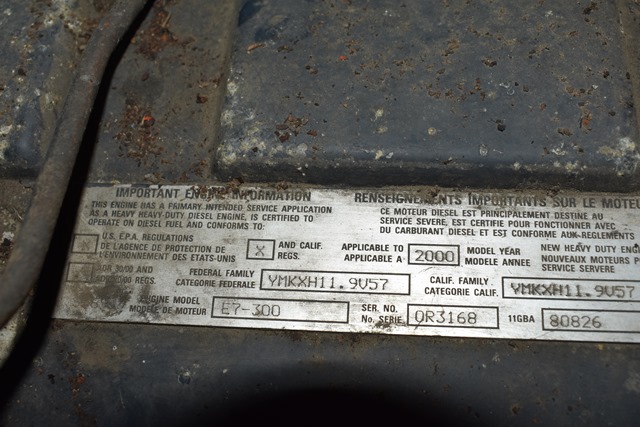 IMPORTANT ENGINE INFORMATION
THIS ENGINE HAS A PRIMARY INTENDED SERVICE APPLICATION
AS A HEAVY HEAVY-DUTY DIESEL ENGINE, IS CERTIFIED TO
OPERATE ON DIESEL FUEL AND CONFORMS TO:
RENSEIGNEMENTS IMPORTANTS SUR LE MOTEU
CE MOTEUR DIESEL EST PRINCIPALEMENT DESTINE AU
SERVICE SEVERE, EST CERTIFIE POUR FONCTIONNER AU
DU CARBURANT DIESEL ET EST CONFORME AUX-REGLEMENTS
X U.S. E.P.A. REGULATIONS
DE L'AGENCE DE PROTECTION DE
L'ENVIRONNEMENT DES ETATS-UNIS
X AND CALIF.
REGS.
APPLICABLE TO
APPLICABLE A
2000
MODEL YEAR
MODELE ANNEE
NEW HEAVY DUTY ENG
NOUVEAUX MOTEURS P
SERVICE SEVERE
AND
REGS.
FEDERAL FAMILY
CATEGORIE FEDERALE
YMKXH11.9V57
CALIF. FAMILY
CATEGORIE CALIF.
YMKXH11.9V57
ENGINE MODEL
MODELE DE MOTEUR
E7-300
SER. NO.
No. SERIE
0R3168
11GBA
80826